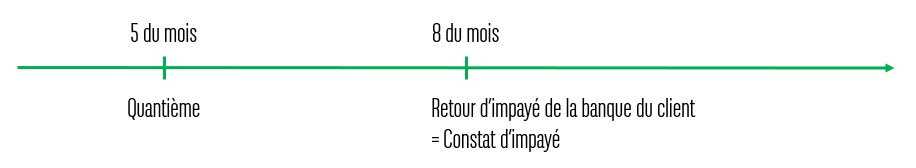 5 du mois
8 du mois
Quantième
Retour d’impayé de la banque du client
= Constat d’impayé